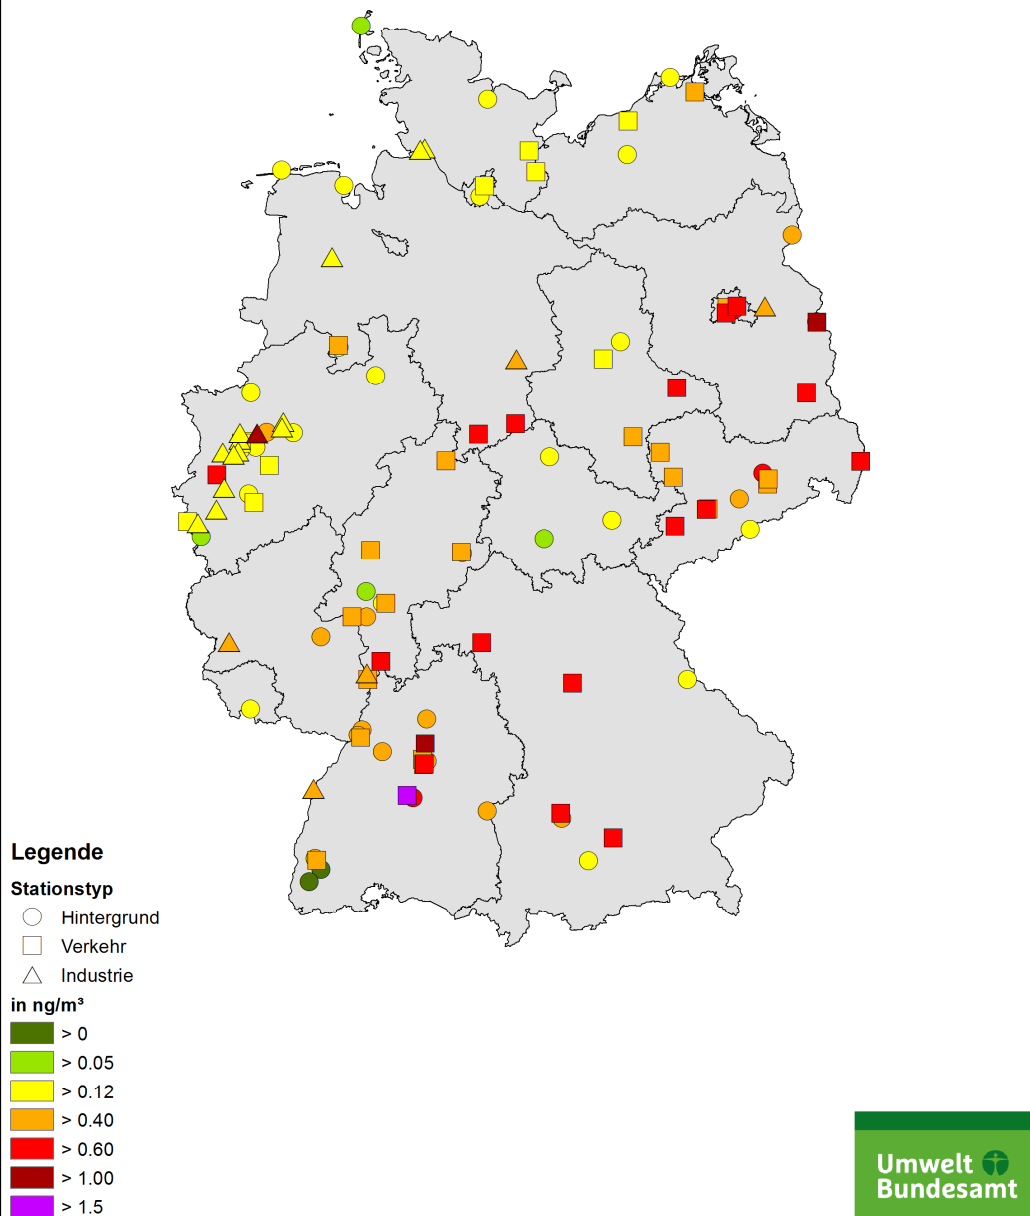 Legende
Stationstyp
Hintergrund
Verkehr
Industrie
in ng/m³
> 0
> 0.05
> 0.12
> 0.40
> 0.60
> 1.00
> 1.5
Umwelt
Bundesamt